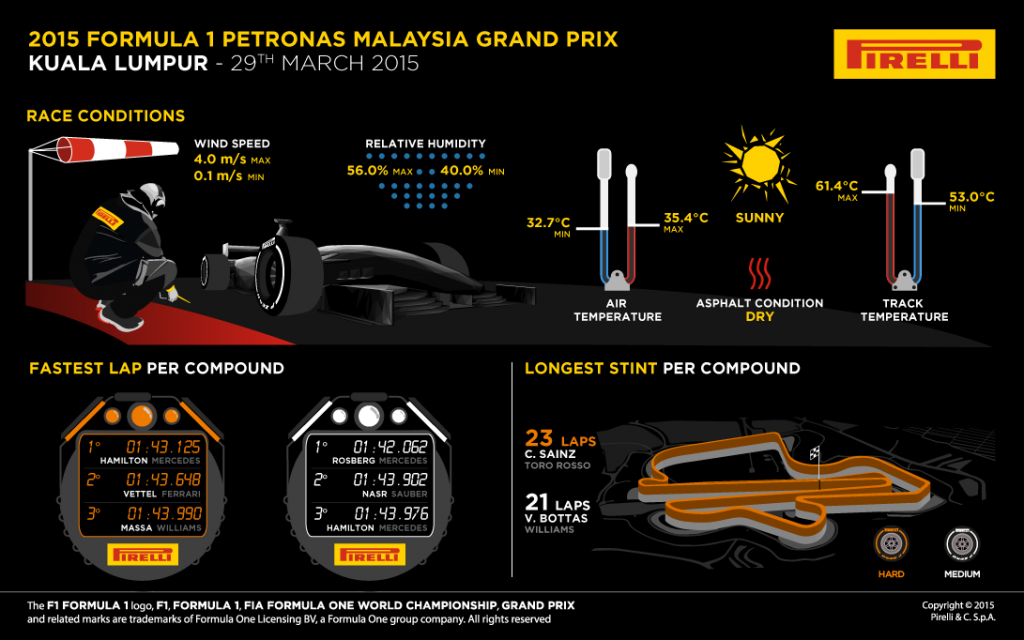 2015 FORMULA 1 PETRONAS MALAYSIA GRAND PRIX
KUALA LUMPUR - 29TH MARCH 2015
PIRELLI
RACE CONDITIONS
WIND SPEED
4.0 m/s MAX
0.1 m/s MIN
RELATIVE HUMIDITY
56.0% MAX
40.0% MIN
32.7°C
MIN
35.4°C
MAX
AIR
TEMPERATURE
SUNNY
ASPHALT CONDITION
DRY
61.4°C
MAX
53.0°C
MIN
TRACK
TEMPERATURE
PIRELLI
PIRELLI
FASTEST LAP PER COMPOUND
1° 01:43.125
HAMILTON MERCEDES
2° 01:43.648
VETTEL FERRARI
3° 01:43.990
MASSA WILLIAMS
PIRELLI
1° 01:42.062
ROSBERG MERCEDES
2° 01:43.902
NASR SAUBER
3° 01:43.976
HAMILTON MERCEDES
PIRELLI
LONGEST STINT PER COMPOUND
23 LAPS
C. SAINZ
TORO ROSSO
21 LAPS
V. BOTTAS
WILLIAMS
HARD
MEDIUM
The F1 FORMULA 1 logo, F1, FORMULA 1, FIA FORMULA ONE WORLD CHAMPIONSHIP, GRAND PRIX
and related marks are trademarks of Formula One Licensing BV, a Formula One group company. All rights reserved
Copyright © 2015
Pirelli & C. S.p.A.